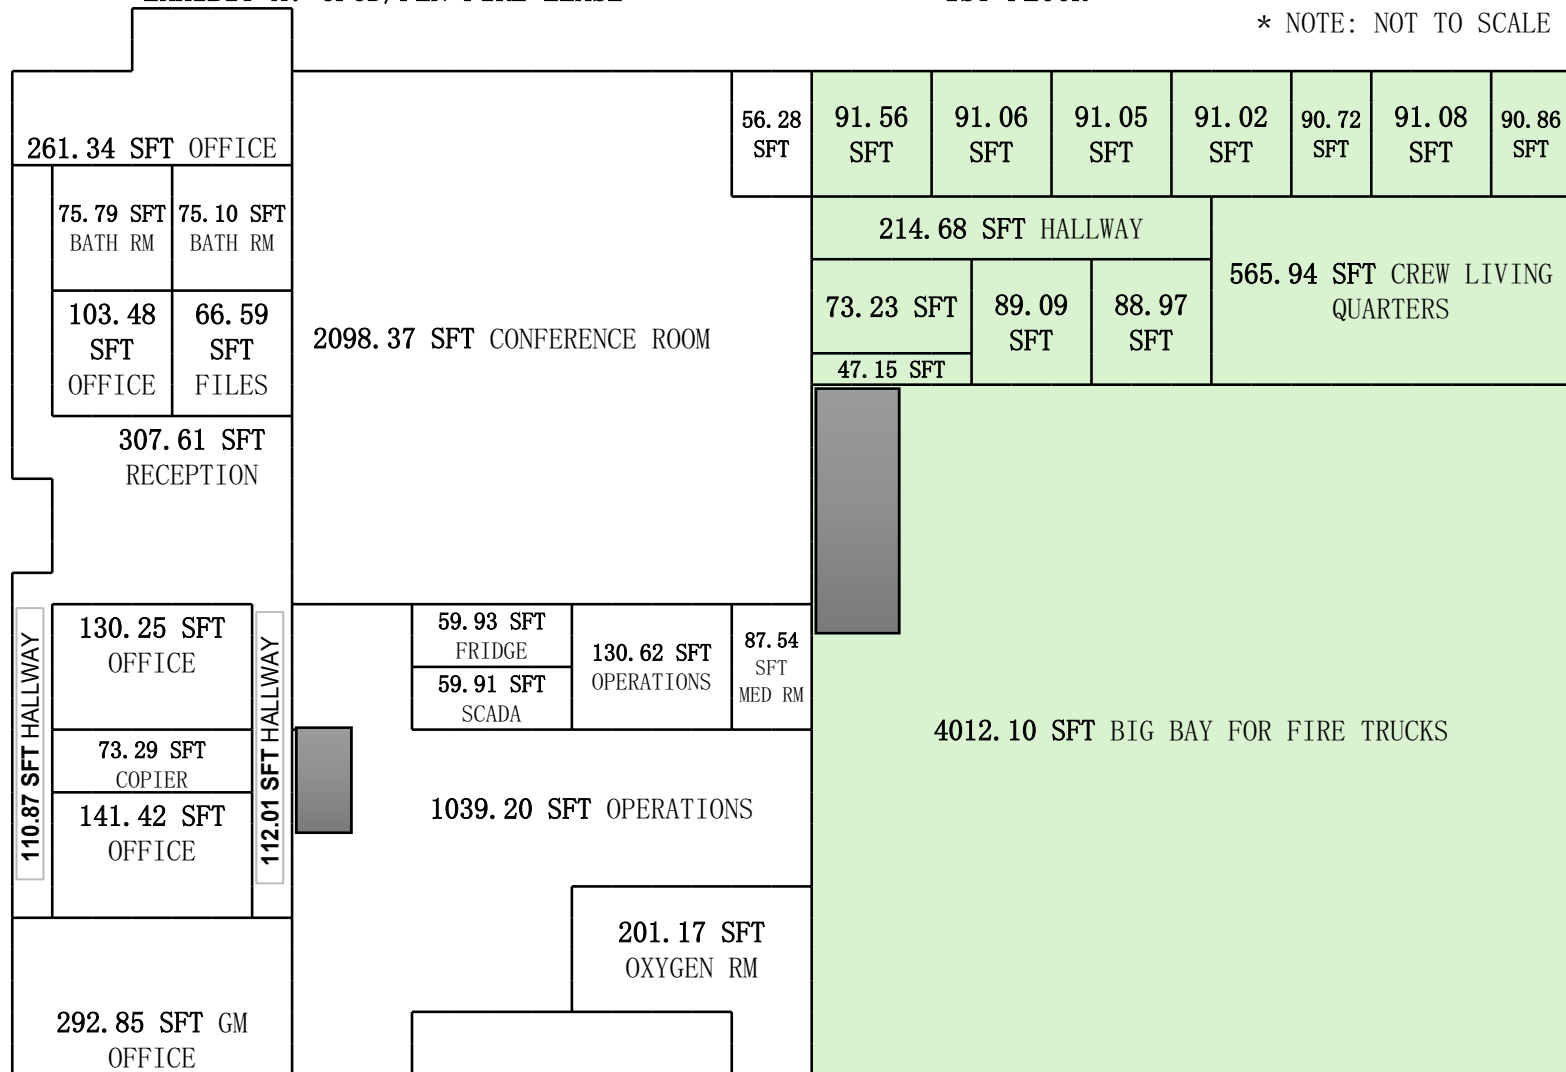 * NOTE: NOT TO SCALE
261.34 SFT OFFICE
75.79 SFT
BATH RM
75.10 SFT
BATH RM
103.48
SFT
OFFICE
66.59
SFT
FILES
307.61 SFT
RECEPTION
2098.37 SFT CONFERENCE ROOM
56.28
SFT
91.56
SFT
91.06
SFT
91.05
SFT
91.02
SFT
90.72
SFT
91.08
SFT
90.86
SFT
214.68 SFT HALLWAY
565.94 SFT CREW LIVING
QUARTERS
73.23 SFT
89.09
SFT
88.97
SFT
47.15 SFT
110.87 SFT HALLWAY
130.25 SFT
OFFICE
112.01 SFT HALLWAY
73.29 SFT
COPIER
141.42 SFT
OFFICE
59.93 SFT
FRIDGE
59.91 SFT
SCADA
130.62 SFT
OPERATIONS
87.54
SFT
MED RM
4012.10 SFT BIG BAY FOR FIRE TRUCKS
1039.20 SFT OPERATIONS
201.17 SFT
OXYGEN RM
292.85 SFT GM
OFFICE